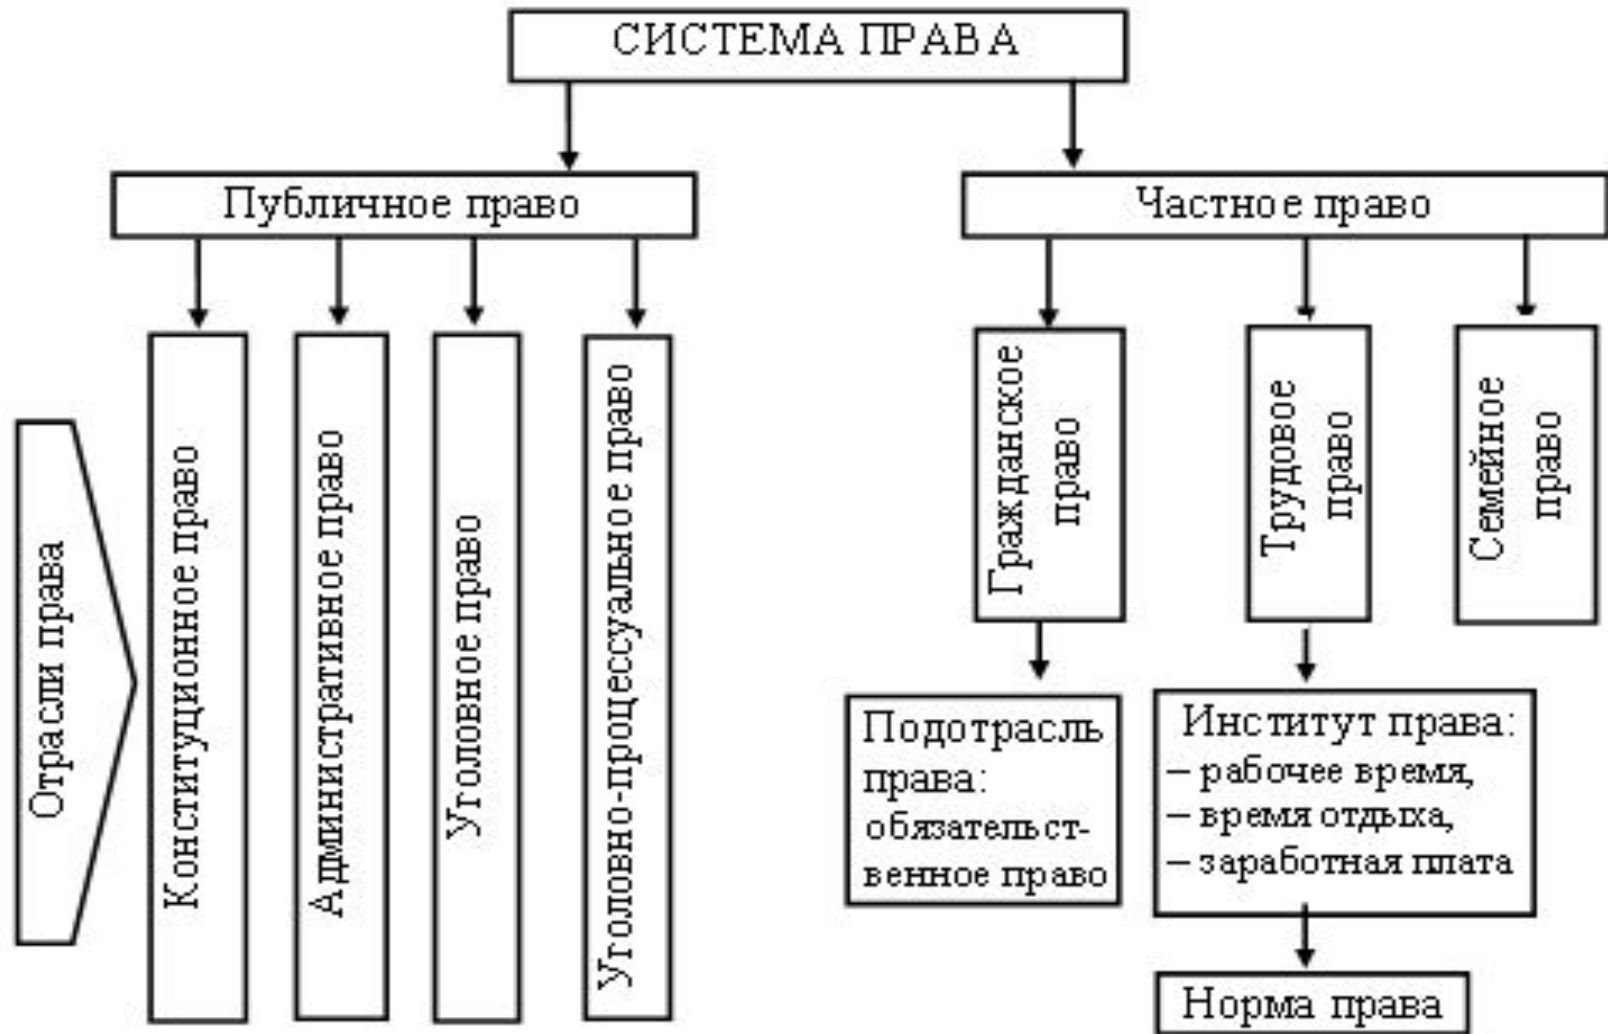 СИСТЕМА ПРАВА
Публичное право
Частное право
Отрасли права
Конституционное право
Административное право
Уголовное право
Уголовно-процессуальное право
Гражданское
право
Трудовое
право
Семейное
право
Подотрасль
права:
обязательст-
венное право
Институт права:
– рабочее время,
– время отдыха,
– заработная плата
Норма права